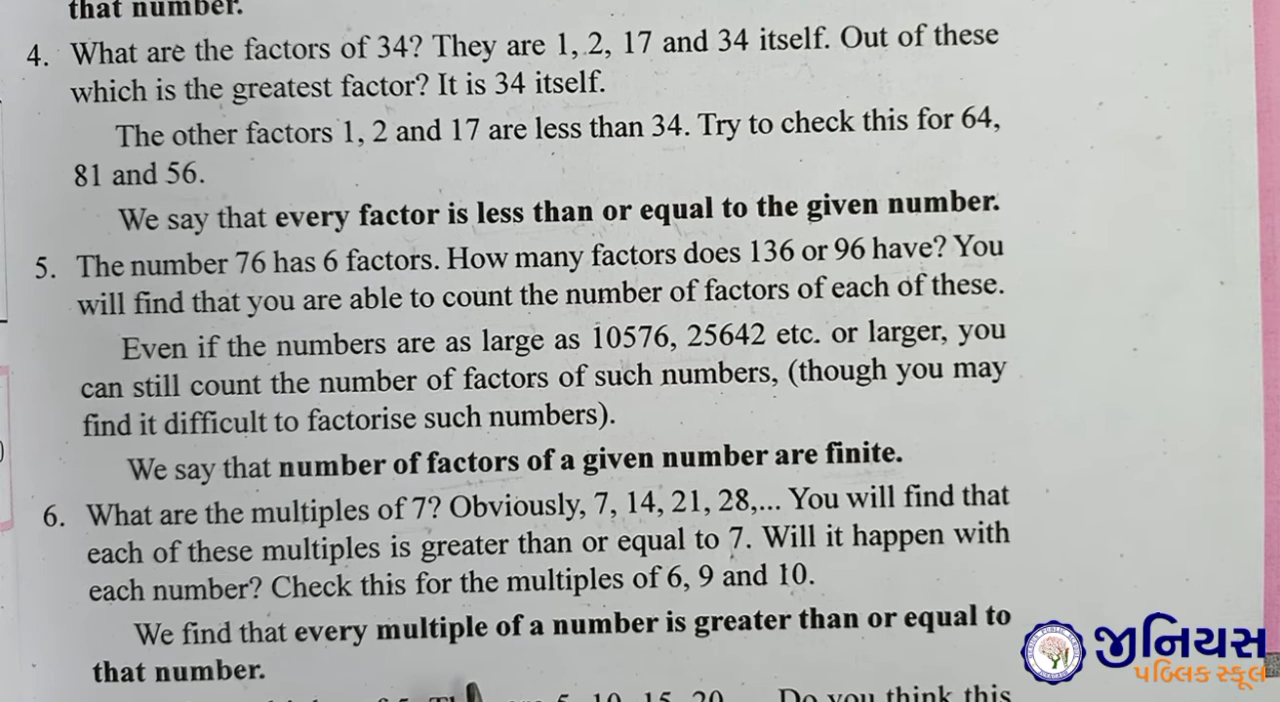 that number.
4. What are the factors of 34? They are 1, 2, 17 and 34 itself. Out of these
which is the greatest factor? It is 34 itself.
The other factors 1, 2 and 17 are less than 34. Try to check this for 64,
81 and 56.
We say that every factor is less than or equal to the given number.
5. The number 76 has 6 factors. How many factors does 136 or 96 have? You
will find that you are able to count the number of factors of each of these.
Even if the numbers are as large as 10576, 25642 etc. or larger, you
can still count the number of factors of such numbers, (though you may
find it difficult to factorise such numbers).
We say that number of factors of a given number are finite.
6. What are the multiples of 7? Obviously, 7, 14, 21, 28,... You will find that
each of these multiples is greater than or equal to 7. Will it happen with
each number? Check this for the multiples of 6, 9 and 10.
We find that every multiple of a number is greater than or equal to
that number.
5, 10, 15, 20 Do you think this
જીનિયસ
પબ્લિક સ્કૂલ